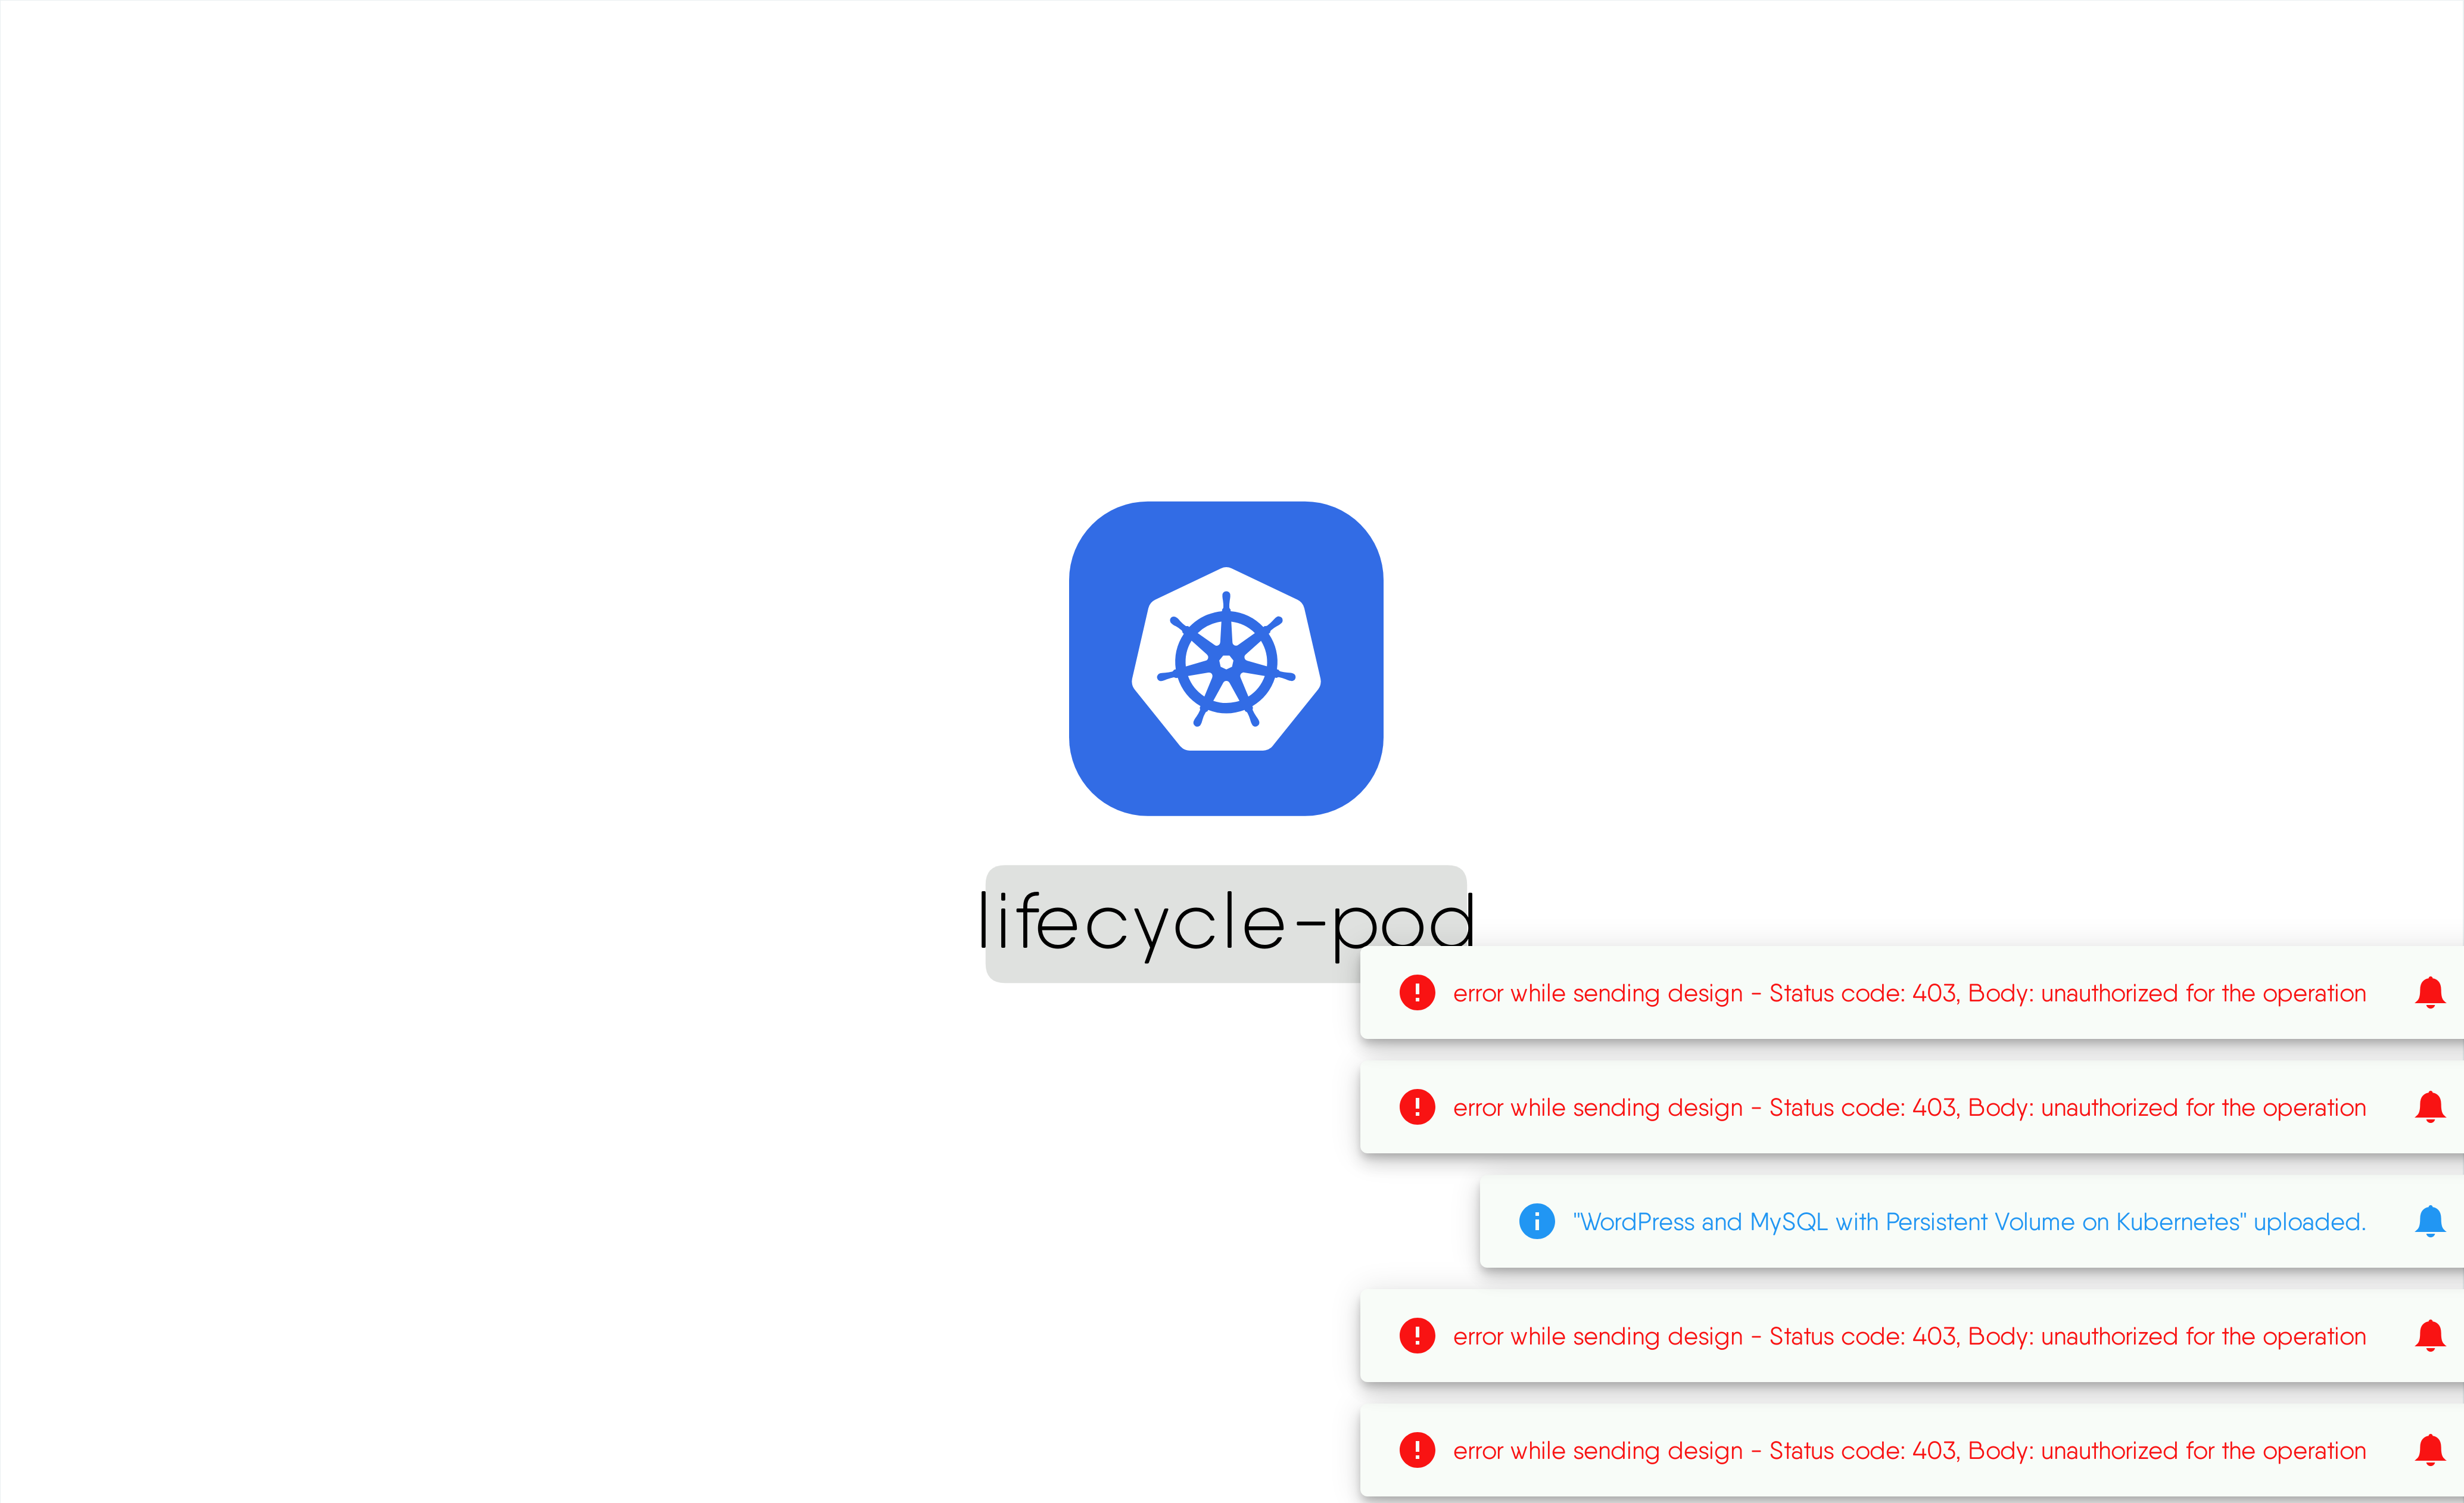 lifecycle-pod
error while sending design - Status code: 403, Body: unauthorized for the operation
error while sending design - Status code: 403, Body: unauthorized for the operation
"WordPress and MySQL with Persistent Volume on Kubernetes" uploaded.
error while sending design - Status code: 403, Body: unauthorized for the operation
error while sending design - Status code: 403, Body: unauthorized for the operation